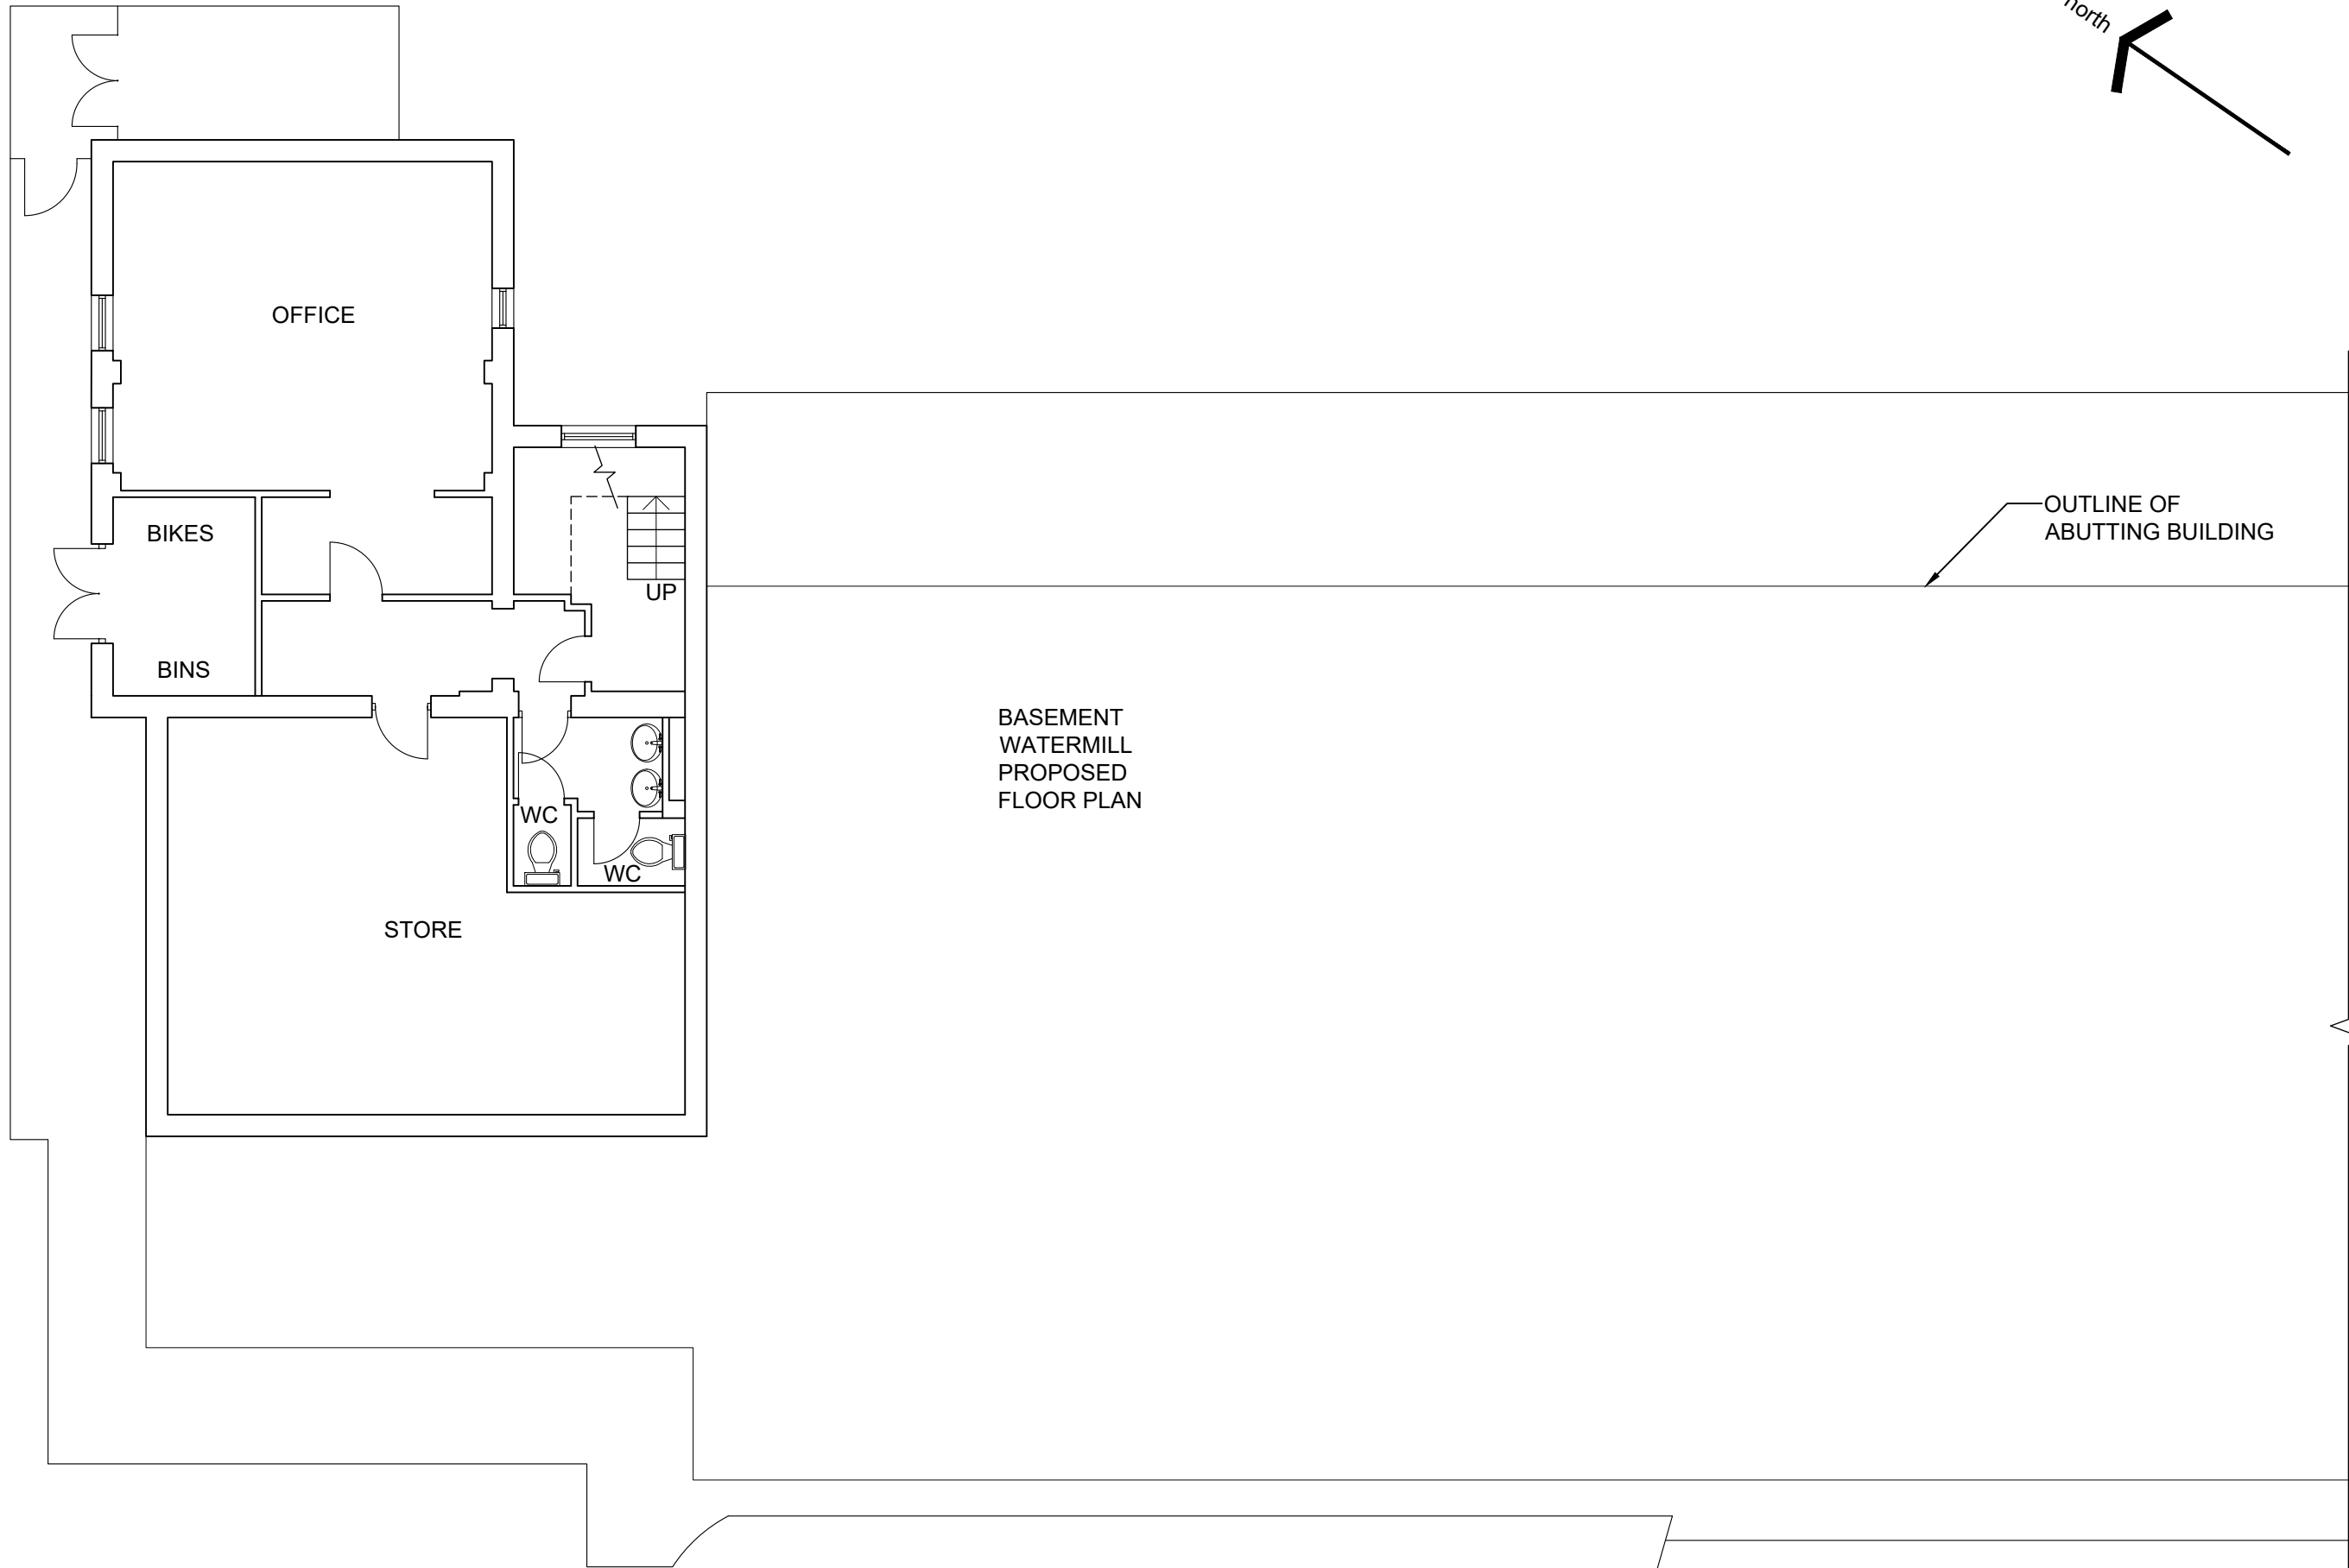 north
OFFICE
OUTLINE OF
ABUTTING BUILDING
BIKES
UP
BINS
BASEMENT
WATERMILL
PROPOSED
FLOOR PLAN
WC
WC
STORE